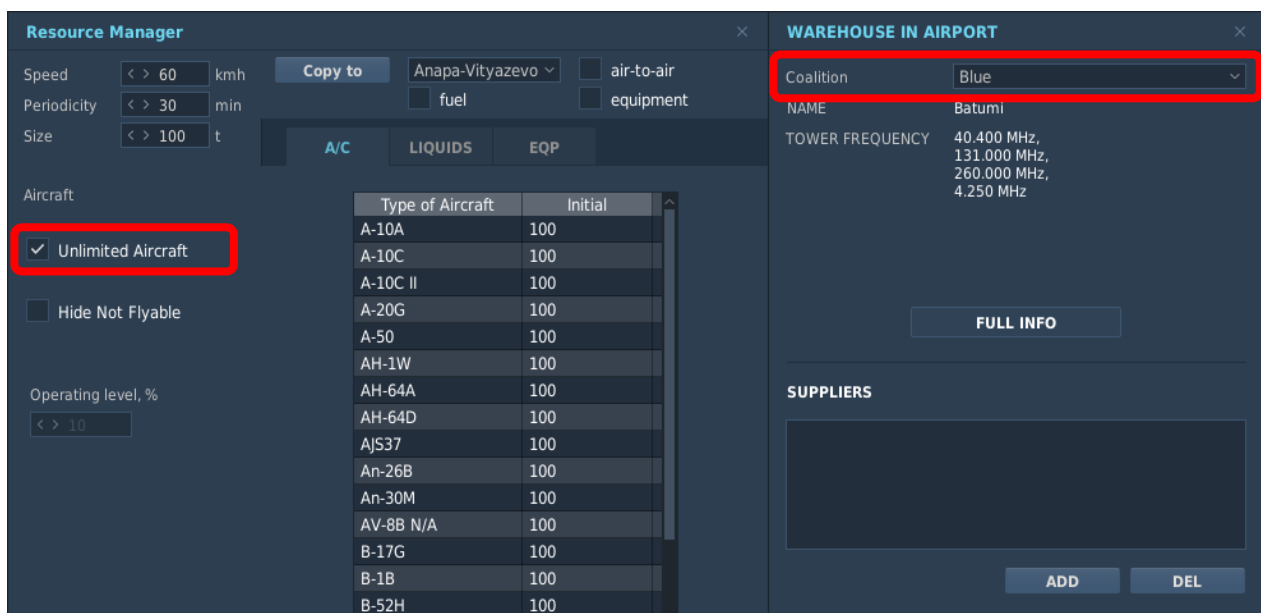 Resource Manager
Speed < > 60 kmh
Periodicity < > 30 min
Size < > 100 t
Copy to Anapa-Vityazevo air-to-air
fuel equipment
A/C LIQUIDS EQP
Aircraft
Unlimited Aircraft
Hide Not Flyable
Operating level, %
< > 10
Type of Aircraft Initial
A-10A 100
A-10C 100
A-10C II 100
A-20G 100
A-50 100
AH-1W 100
AH-64A 100
AH-64D 100
AJS37 100
An-26B 100
An-30M 100
AV-8B N/A 100
B-17G 100
B-1B 100
B-52H 100
WAREHOUSE IN AIRPORT
Coalition Blue
NAME Batumi
TOWER FREQUENCY 40.400 MHz,
131.000 MHz,
260.000 MHz,
4.250 MHz
FULL INFO
SUPPLIERS
ADD DEL